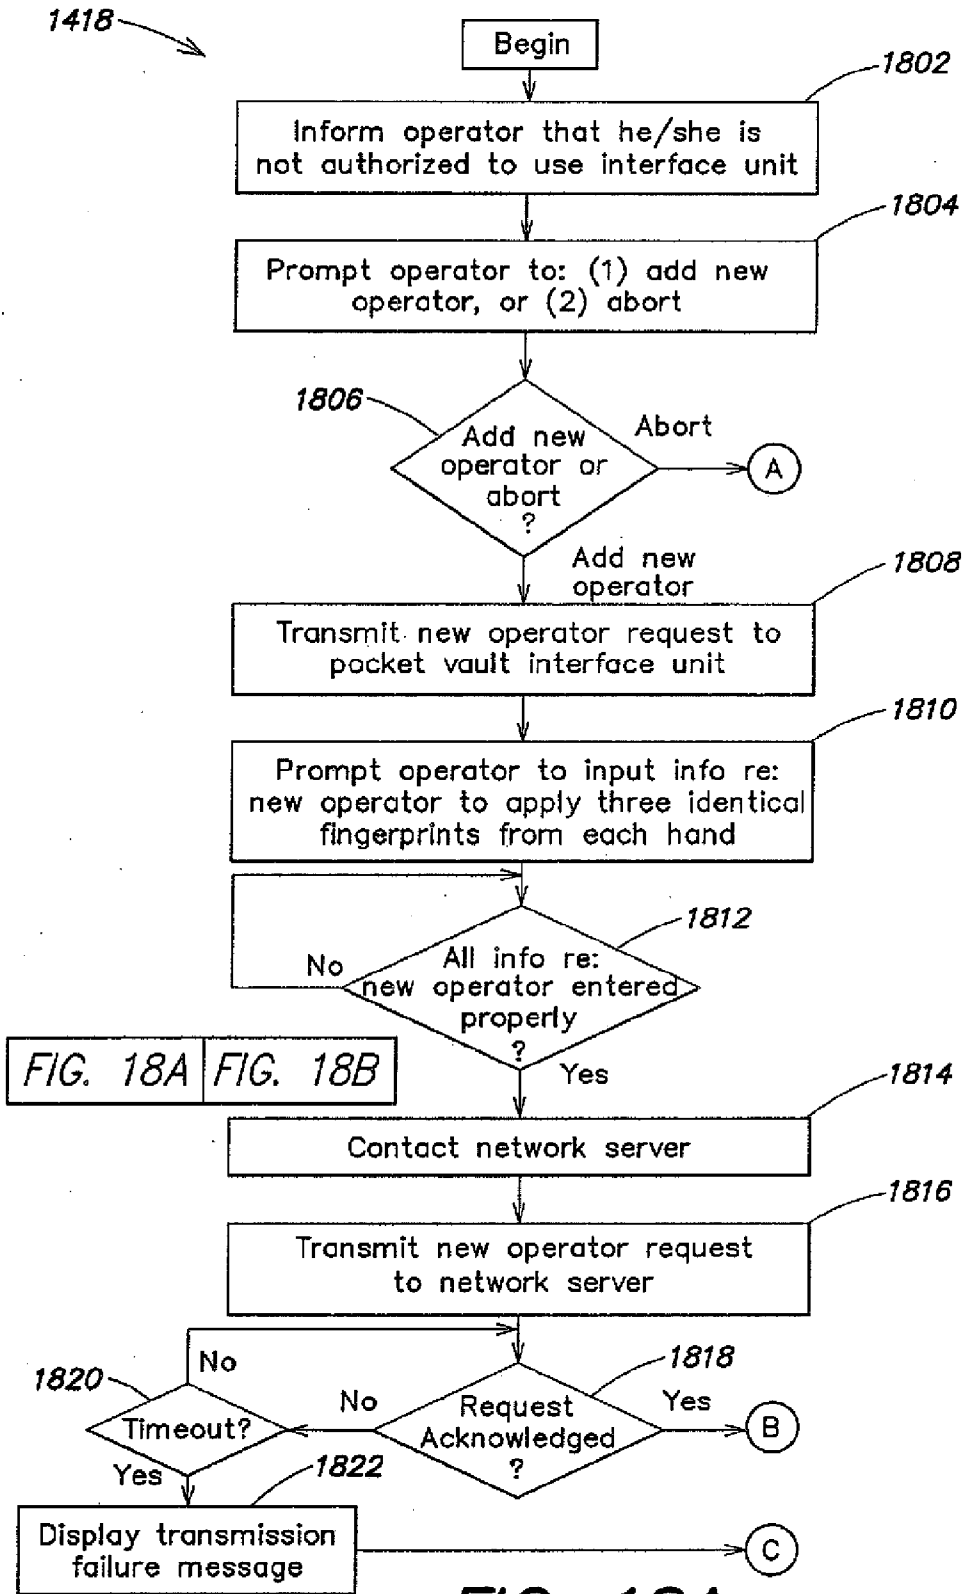 1418
Begin
1802
Inform operator that he/she is
not authorized to use interface unit
1804
Prompt operator to: (1) add new
operator, or (2) abort
1806
Add new
operator or
abort
?
Abort
A
Add new
operator
1808
Transmit new operator request to
pocket vault interface unit
1810
Prompt operator to input info re:
new operator to apply three identical
fingerprints from each hand
1812
All info re:
new operator entered
properly
?
No
Yes
FIG. 18A FIG. 18B
1814
Contact network server
1816
Transmit new operator request
to network server
1818
Request
Acknowledged
?
Yes
B
No
1820
Timeout?
No
Yes
1822
Display transmission
failure message
C
FIG. 18A